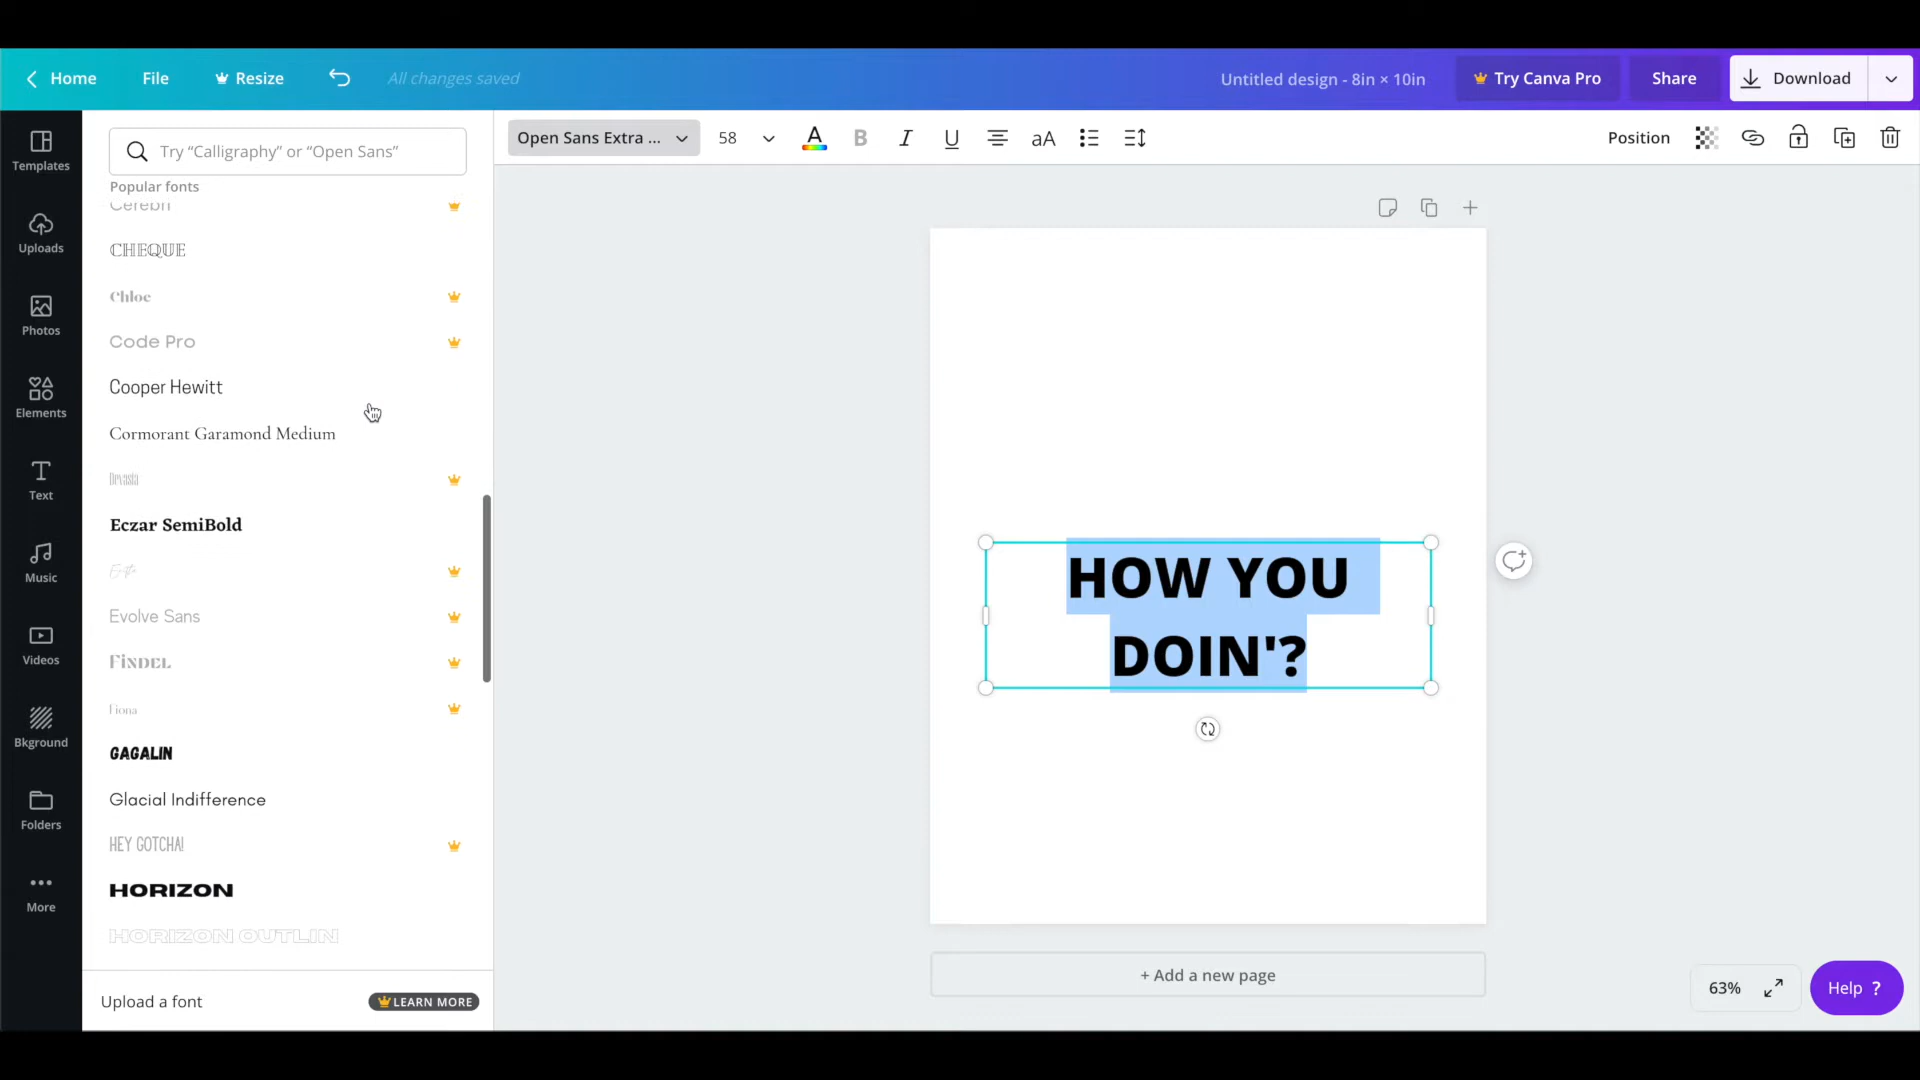 Home
File
Resize
All changes saved
Untitled design - 8in × 10in
Try Canva Pro
Share
Download
Templates
Uploads
Photos
Elements
Text
Music
Videos
Bkground
Folders
More
Try “Calligraphy” or “Open Sans”
Popular fonts
Cerebri
CHEQUE
Chloe
Code Pro
Cooper Hewitt
Cormorant Garamond Medium
Eczar SemiBold
Evolve Sans
FINDEL
Fiona
GAGALIN
Glacial Indifference
HEY GOTCHA!
HORIZON
HORIZON OUTLIN
Upload a font
LEARN MORE
Open Sans Extra ...
58
A
B
I
U
aA
Position
HOW YOU
DOIN'?
+ Add a new page
63%
Help ?